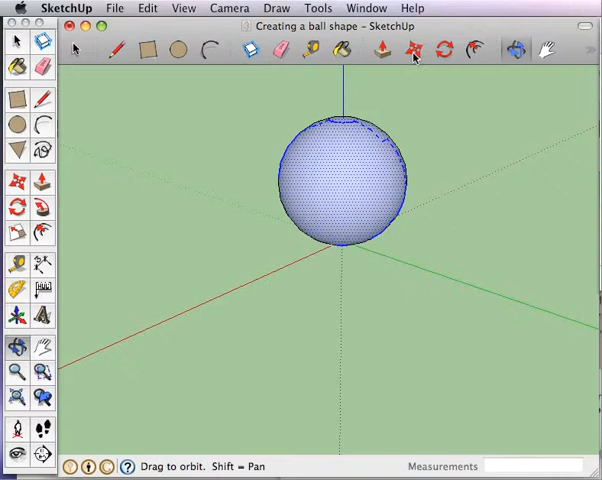 SketchUp File Edit View Camera Draw Tools Window Help
Creating a ball shape - SketchUp
Drag to orbit. Shift = Pan
Measurements